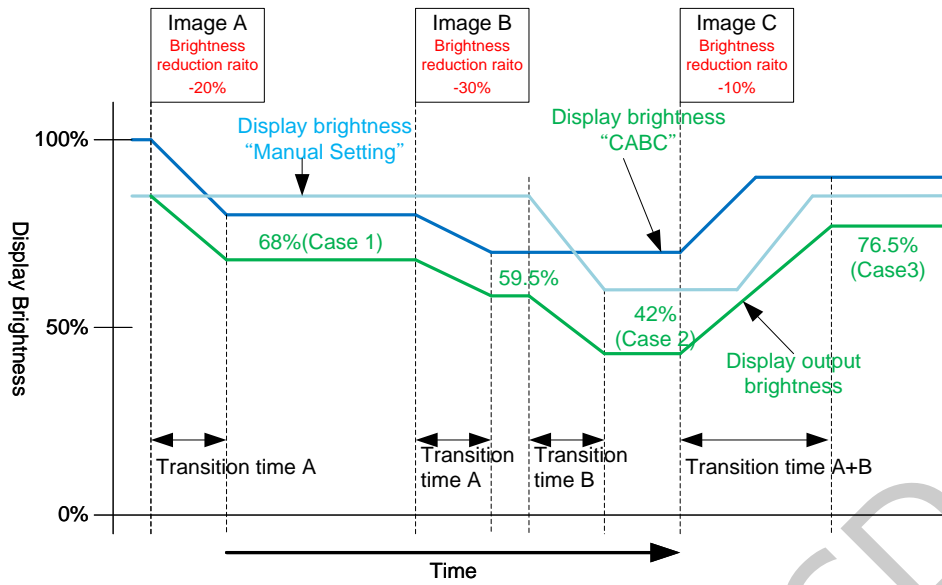 Image A
Brightness
reduction raito
-20%
Image B
Brightness
reduction raito
-30%
Image C
Brightness
reduction raito
-10%
100%
Display brightness
“Manual Setting”
Display brightness
“CABC”
68%(Case 1)
59.5%
76.5%
(Case3)
42%
(Case 2)
50%
Display output
brightness
Display Brightness
Transition time A
Transition
time A
Transition
time B
Transition time A+B
0%
Time